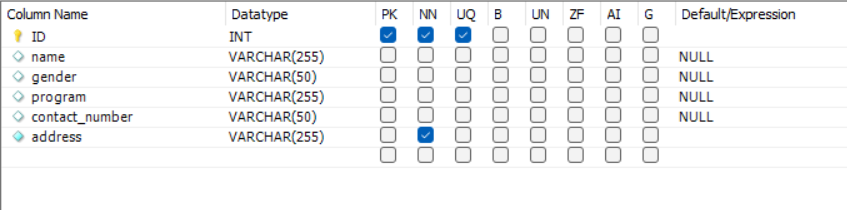 Column Name Datatype PK NN UQ B UN ZF AI G Default/Expression
ID INT
name VARCHAR(255) NULL
gender VARCHAR(50) NULL
program VARCHAR(255) NULL
contact_number VARCHAR(50) NULL
address VARCHAR(255)